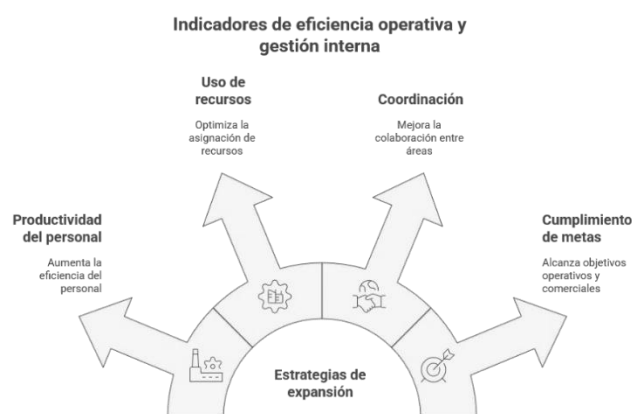 Indicadores de eficiencia operativa y
gestión interna
Uso de
recursos
Optimiza la
asignación de
recursos
Coordinación
Mejora la
colaboración entre
áreas
Productividad
del personal
Aumenta la
eficiencia del
personal
Cumplimiento
de metas
Alcanza objetivos
operativos y
comerciales
Estrategias de
expansión